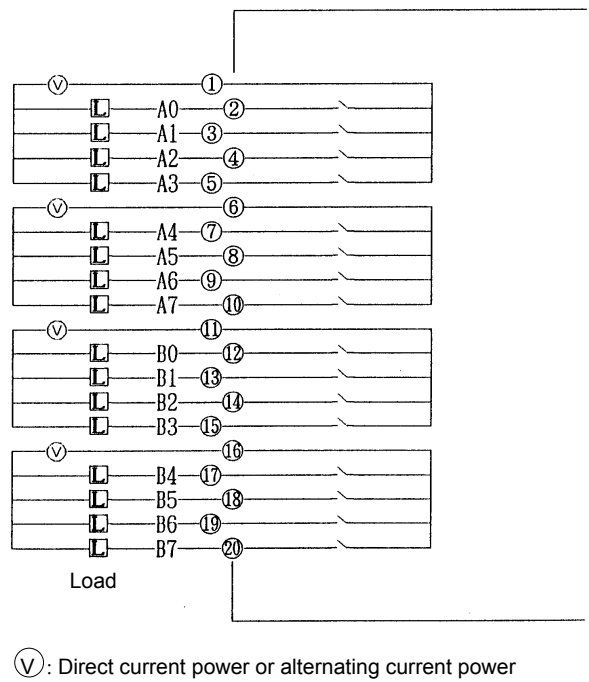 Ⓥ ①
L A0 ②
L A1 ③
L A2 ④
L A3 ⑤
Ⓥ ⑥
L A4 ⑦
L A5 ⑧
L A6 ⑨
L A7 ⑩
Ⓥ ⑪
L B0 ⑫
L B1 ⑬
L B2 ⑭
L B3 ⑮
Ⓥ ⑯
L B4 ⑰
L B5 ⑱
L B6 ⑲
L B7 ⑳
Load
Ⓥ: Direct current power or alternating current power